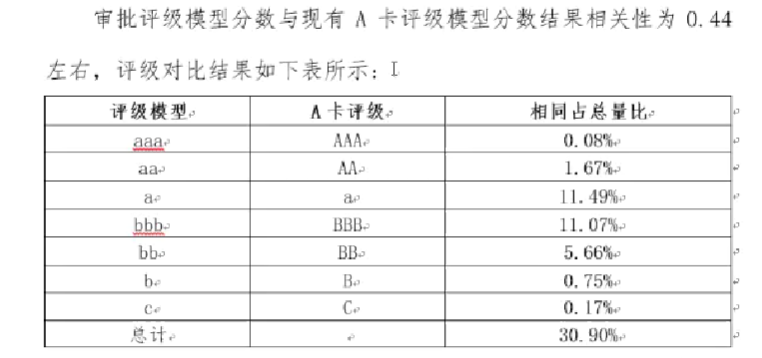 审批评级模型分数与现有 A 卡评级模型分数结果相关性为 0.44
左右，评级对比结果如下表所示：
评级模型 A卡评级 相同占总量比
aaa AAA 0.08%
aa AA 1.67%
a a 11.49%
bbb BBB 11.07%
bb BB 5.66%
b B 0.75%
c C 0.17%
总计 30.90%